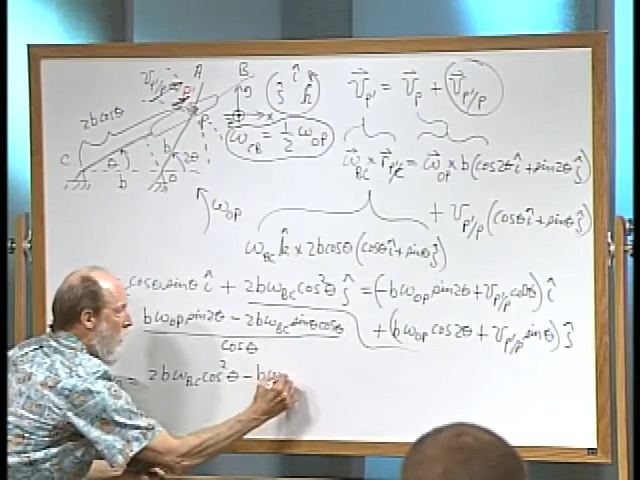 A
B
P'
P
C
b
b
θ
2θ
O
2b cosθ
v⃗_P'/P
î ĵ k̂
ω_CB = 1/2 ω_OP
ω_OP
v⃗_P' = v⃗_P + v⃗_P'/P
ω⃗_BC × r⃗_P'/C = ω⃗_OP × b(cos2θ î + sin2θ ĵ)
+ v_P'/P (cosθ î + sinθ ĵ)
ω_BC k̂ × 2b cosθ (cosθ î + sinθ ĵ)
cosθ sinθ î + 2bω_BC cos²θ ĵ = (-bω_OP sin2θ + v_P'/P cosθ) î
+ (bω_OP cos2θ + v_P'/P sinθ) ĵ
bω_OP sin2θ - 2bω_BC sinθ cosθ
cosθ
= 2bω_BC cos²θ - bω